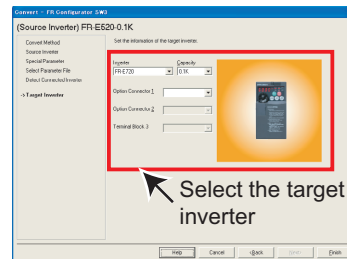 Convert - FR Configurator SW3
(Source Inverter) FR-E520-0.1K
Convert Method
Source Inverter
Special Parameter
Select Parameter File
Detect Connected Inverter
->Target Inverter
Set the information of the target inverter.
Inverter
Capacity
FR-E720
0.1K
Option Connector 1
Option Connector 2
Terminal Block 3
Select the target
inverter
Help
Cancel
<Back
Next>
Finish